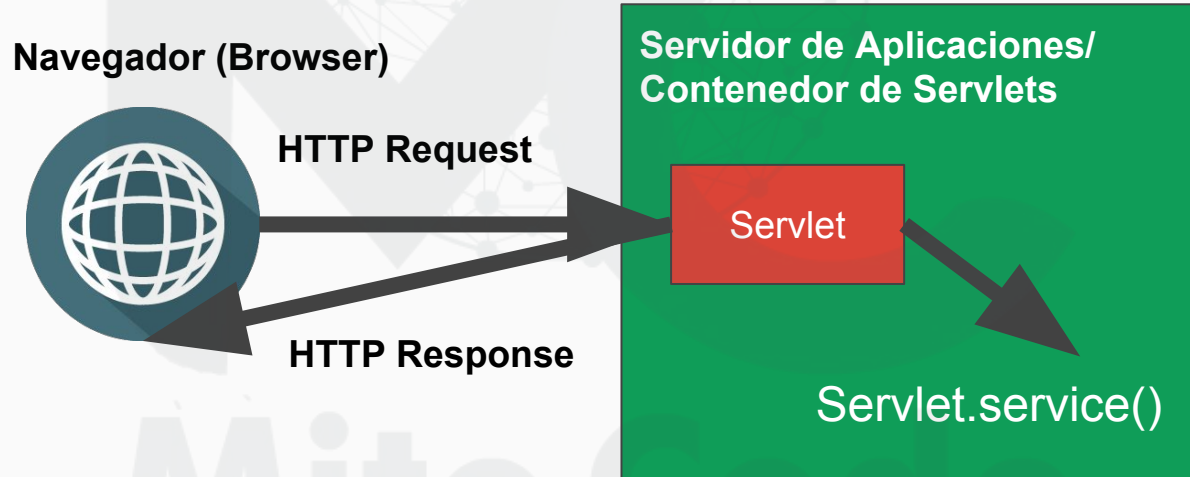 Navegador (Browser)
Servidor de Aplicaciones/
Contenedor de Servlets
HTTP Request
Servlet
HTTP Response
Servlet.service()